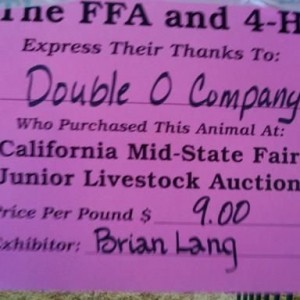 The FFA and 4-H
Express Their Thanks To:
Double O Company
Who Purchased This Animal At:
California Mid-State Fair
Junior Livestock Auction
Price Per Pound $ 9.00
Exhibitor: Brian Lang